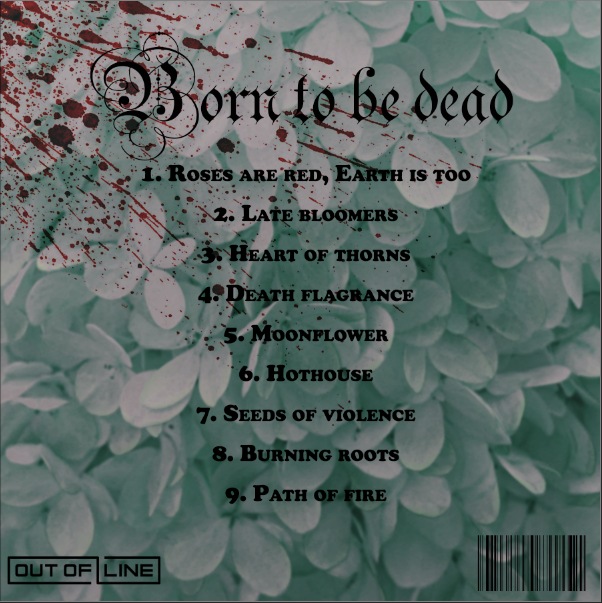 Born to be dead
1. Roses are red, Earth is too
2. Late bloomers
3. Heart of thorns
4. Death flagrance
5. Moonflower
6. Hothouse
7. Seeds of violence
8. Burning roots
9. Path of fire
OUT OF LINE